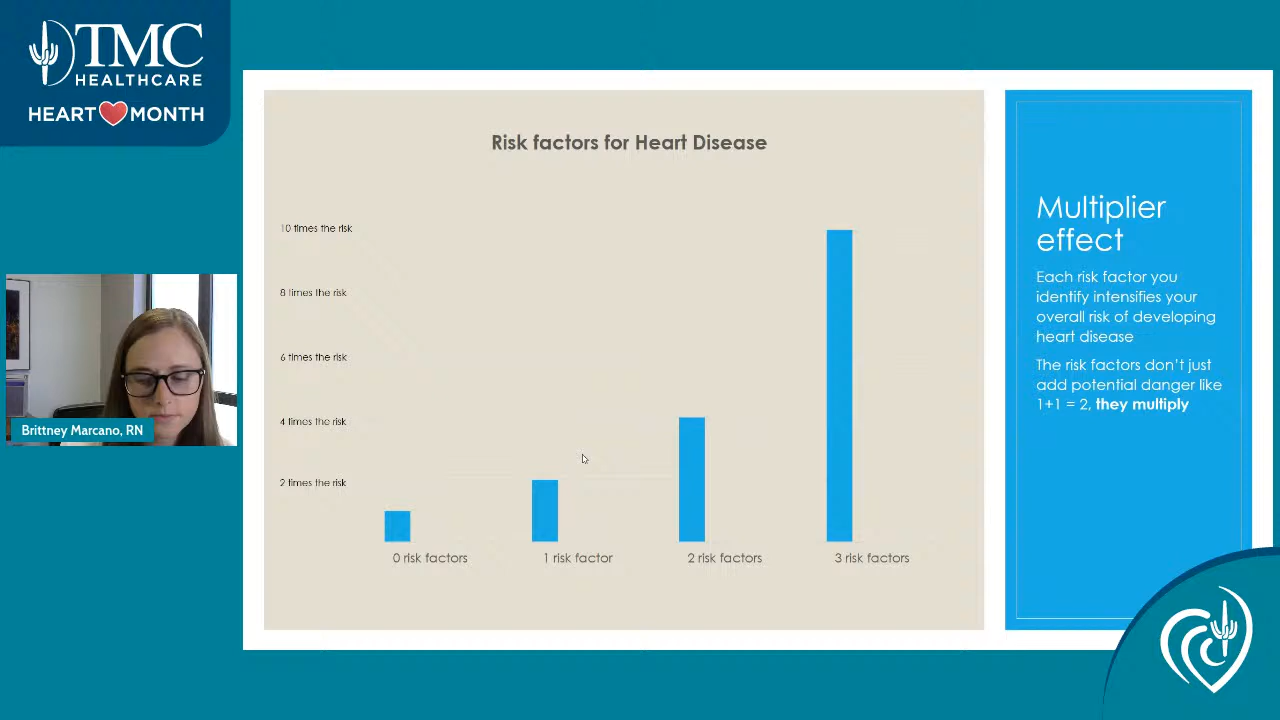 TMC
HEALTHCARE
HEART MONTH
Risk factors for Heart Disease
10 times the risk
8 times the risk
6 times the risk
4 times the risk
2 times the risk
0 risk factors
1 risk factor
2 risk factors
3 risk factors
Multiplier
effect
Each risk factor you
identify intensifies your
overall risk of developing
heart disease
The risk factors don't just
add potential danger like
1+1 = 2, they multiply
Brittney Marcano, RN